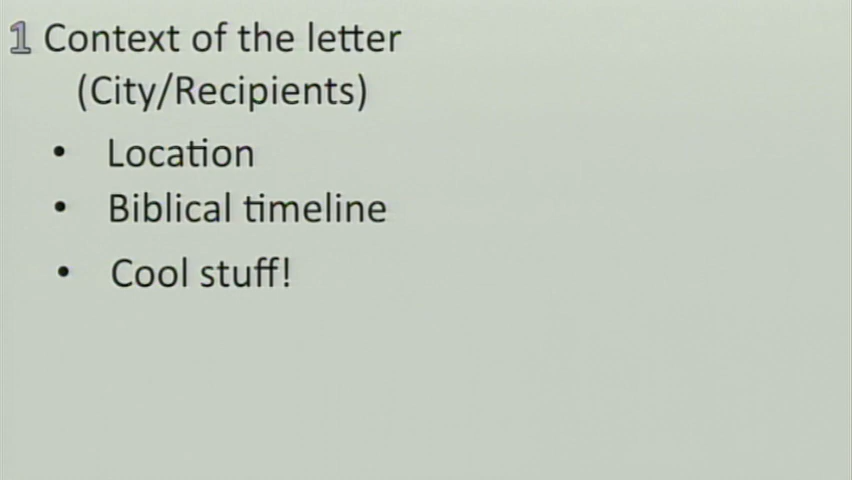 1 Context of the letter
(City/Recipients)
• Location
• Biblical timeline
• Cool stuff!